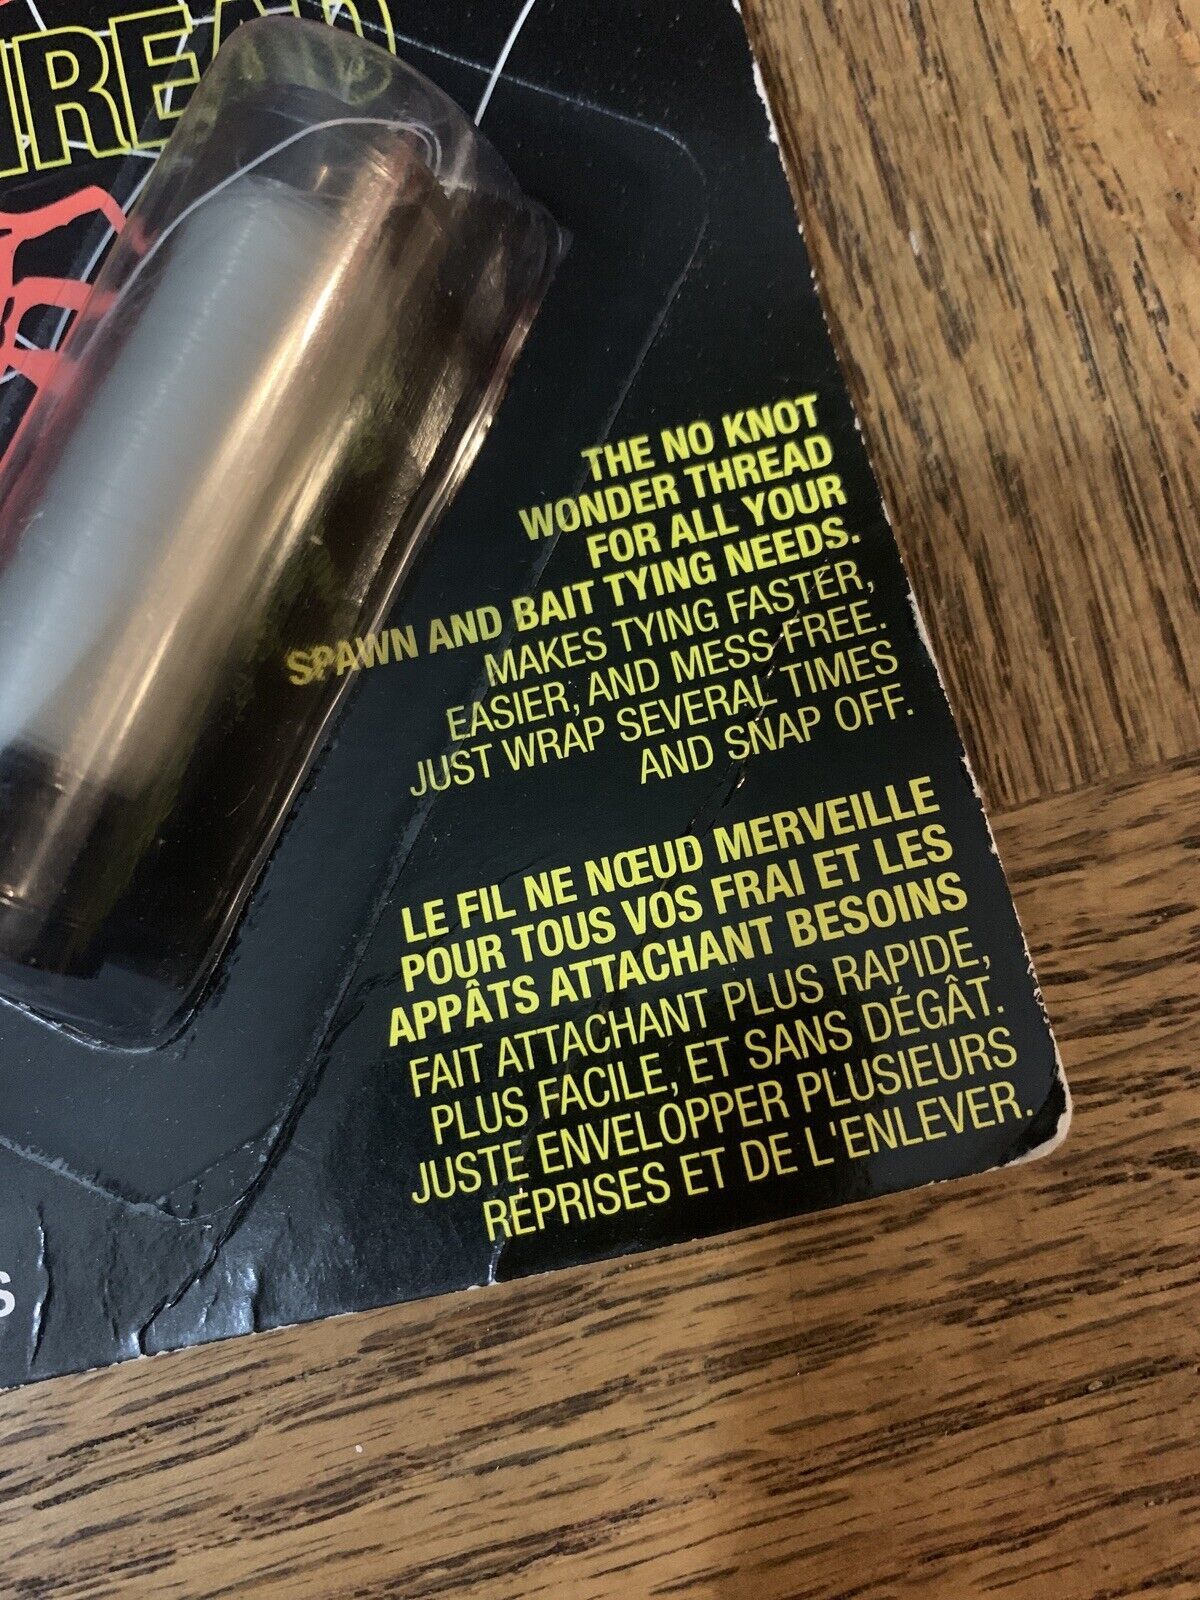 THE NO KNOT
WONDER THREAD
FOR ALL YOUR
SPAWN AND BAIT TYING NEEDS.
MAKES TYING FASTER,
EASIER, AND MESS-FREE.
JUST WRAP SEVERAL TIMES
AND SNAP OFF.
LE FIL NE NŒUD MERVEILLE
POUR TOUS VOS FRAI ET LES
APPÂTS ATTACHANT BESOINS
FAIT ATTACHANT PLUS RAPIDE,
PLUS FACILE, ET SANS DÉGÂT.
JUSTE ENVELOPPER PLUSIEURS
REPRISES ET DE L'ENLEVER.